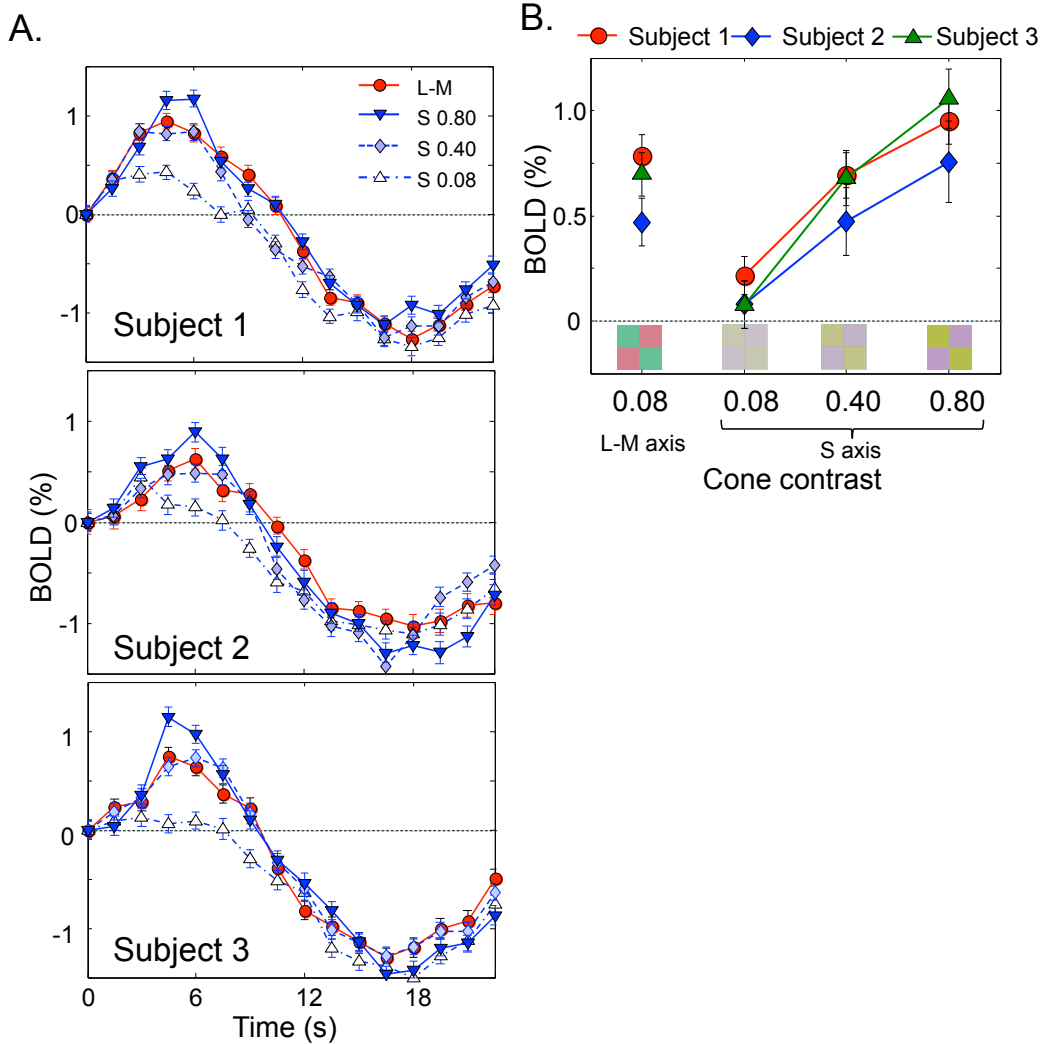 A.
BOLD (%)
1
0
-1
L-M
S 0.80
S 0.40
S 0.08
Subject 1
1
0
-1
Subject 2
1
0
-1
Subject 3
0 6 12 18
Time (s)
B.
Subject 1 Subject 2 Subject 3
BOLD (%)
1.0
0.5
0
0.08 0.08 0.40 0.80
L-M axis S axis
Cone contrast